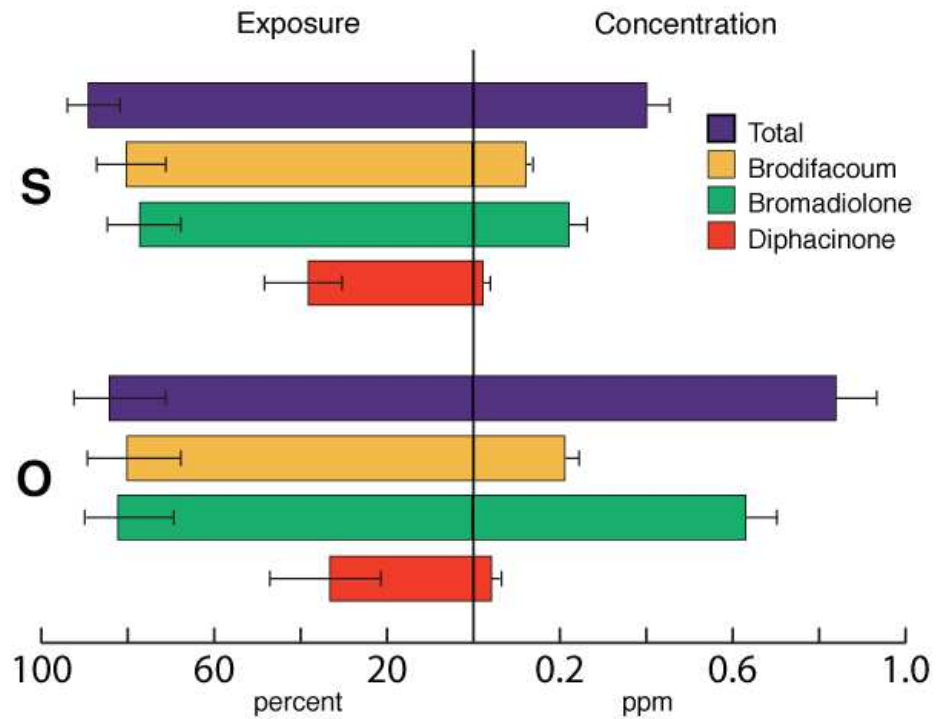 Exposure Concentration
Total
Brodifacoum
Bromadiolone
Diphacinone
S
O
100 60 20 0.2 0.6 1.0
percent ppm